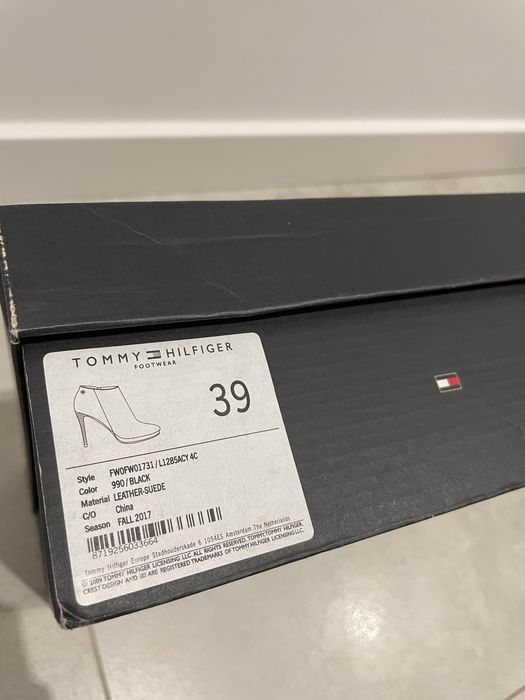 TOMMY HILFIGER
FOOTWEAR
39
Style FW0FW01731/L1285ACY 4C
Color 990/BLACK
Material LEATHER-SUEDE
C/O China
Season FALL 2017
8719256033664
Tommy Hilfiger Europe Stadhouderskade 6 1054ES Amsterdam The Netherlands
© 2009 TOMMY HILFIGER LICENSING LLC. ALL RIGHTS RESERVED. TOMMY HILFIGER,
CREST DESIGN AND ARE REGISTERED TRADEMARKS OF TOMMY HILFIGER LICENSING LLC.